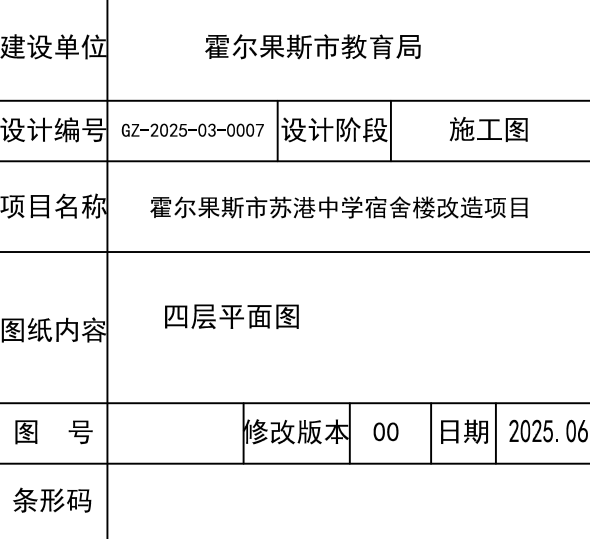 建设单位 霍尔果斯市教育局
设计编号 GZ-2025-03-0007 设计阶段 施工图
项目名称 霍尔果斯市苏港中学宿舍楼改造项目
图纸内容 四层平面图
图 号 修改版本 00 日期 2025.06
条形码